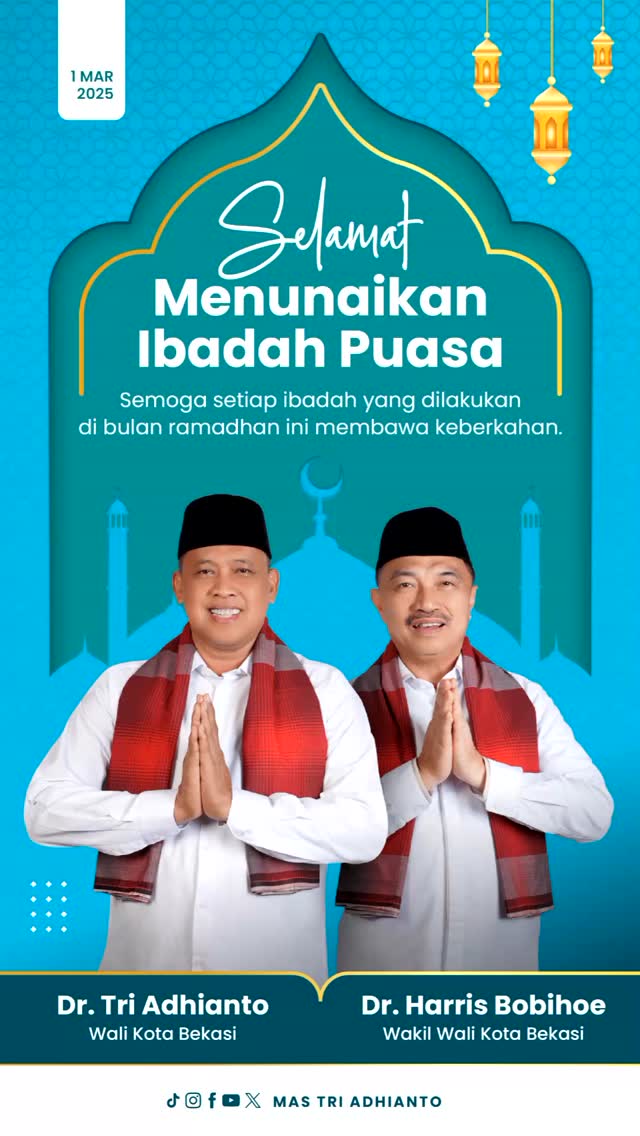 1 MAR
2025
Selamat
Menunaikan
Ibadah Puasa
Semoga setiap ibadah yang dilakukan
di bulan ramadhan ini membawa keberkahan.
Dr. Tri Adhianto
Wali Kota Bekasi
Dr. Harris Bobihoe
Wakil Wali Kota Bekasi
MAS TRI ADHIANTO